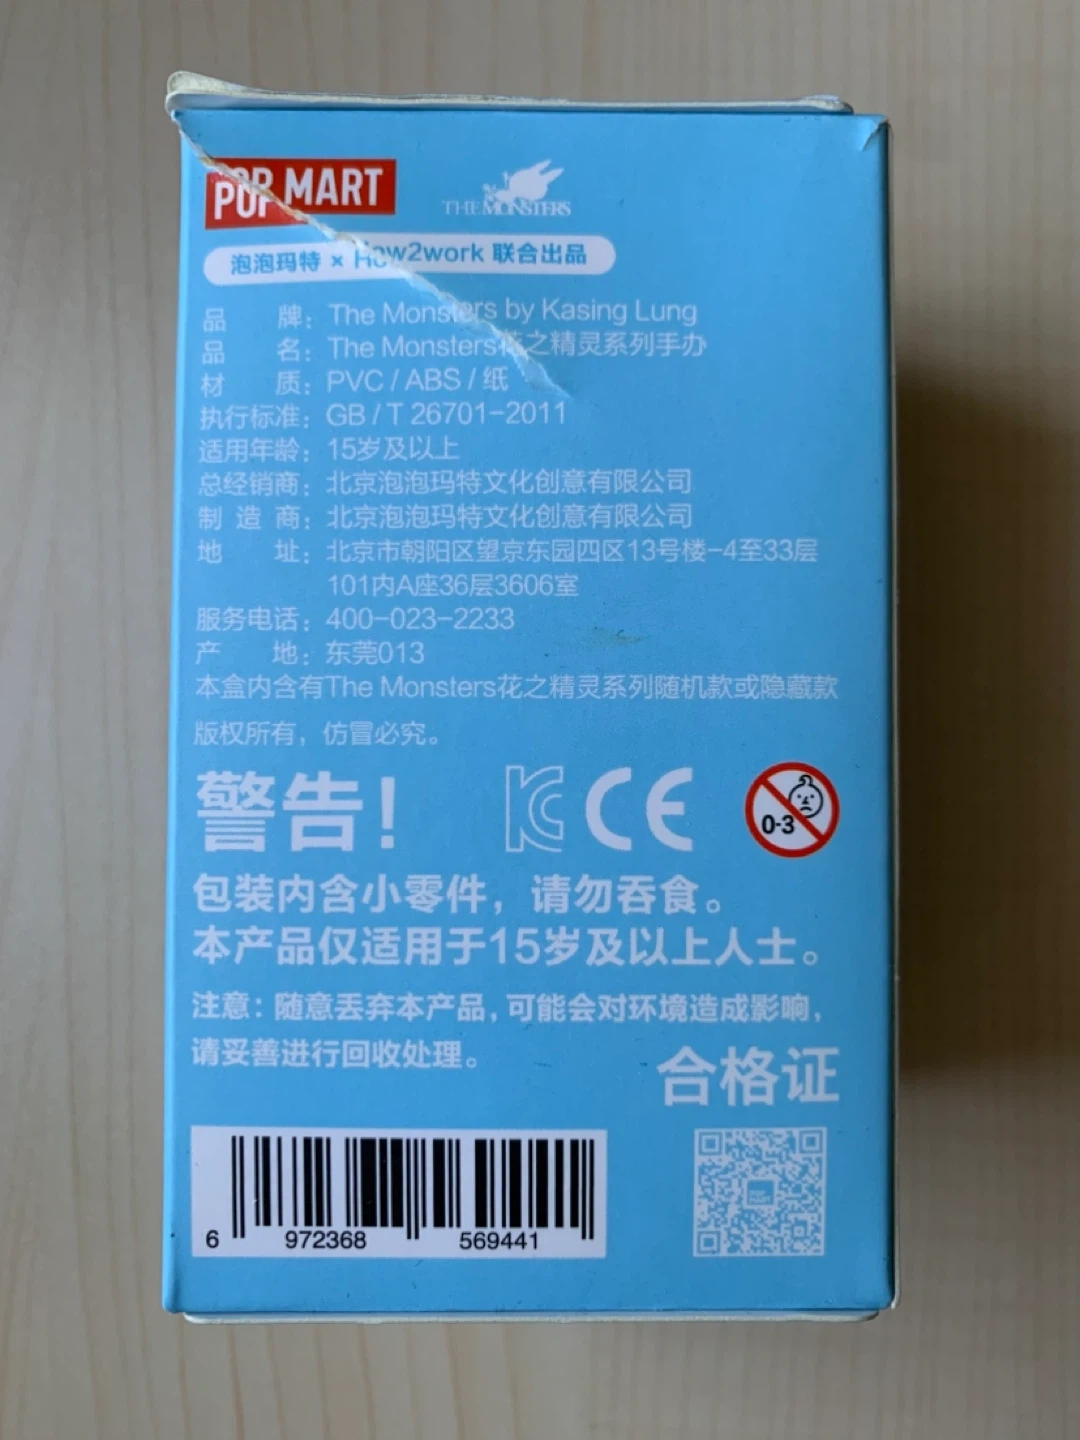 POP MART
THE MONSTERS
泡泡玛特 × How2work 联合出品
品 牌：The Monsters by Kasing Lung
品 名：The Monsters花之精灵系列手办
材 质：PVC / ABS / 纸
执行标准：GB / T 26701-2011
适用年龄：15岁及以上
总经销商：北京泡泡玛特文化创意有限公司
制 造 商：北京泡泡玛特文化创意有限公司
地 址：北京市朝阳区望京东园四区13号楼-4至33层
101内A座36层3606室
服务电话：400-023-2233
产 地：东莞013
本盒内含有The Monsters花之精灵系列随机款或隐藏款
版权所有，仿冒必究。
警告！ KC CE 0-3
包装内含小零件，请勿吞食。
本产品仅适用于15岁及以上人士。
注意：随意丢弃本产品，可能会对环境造成影响，
请妥善进行回收处理。
合格证
6 972368 569441
POP MART